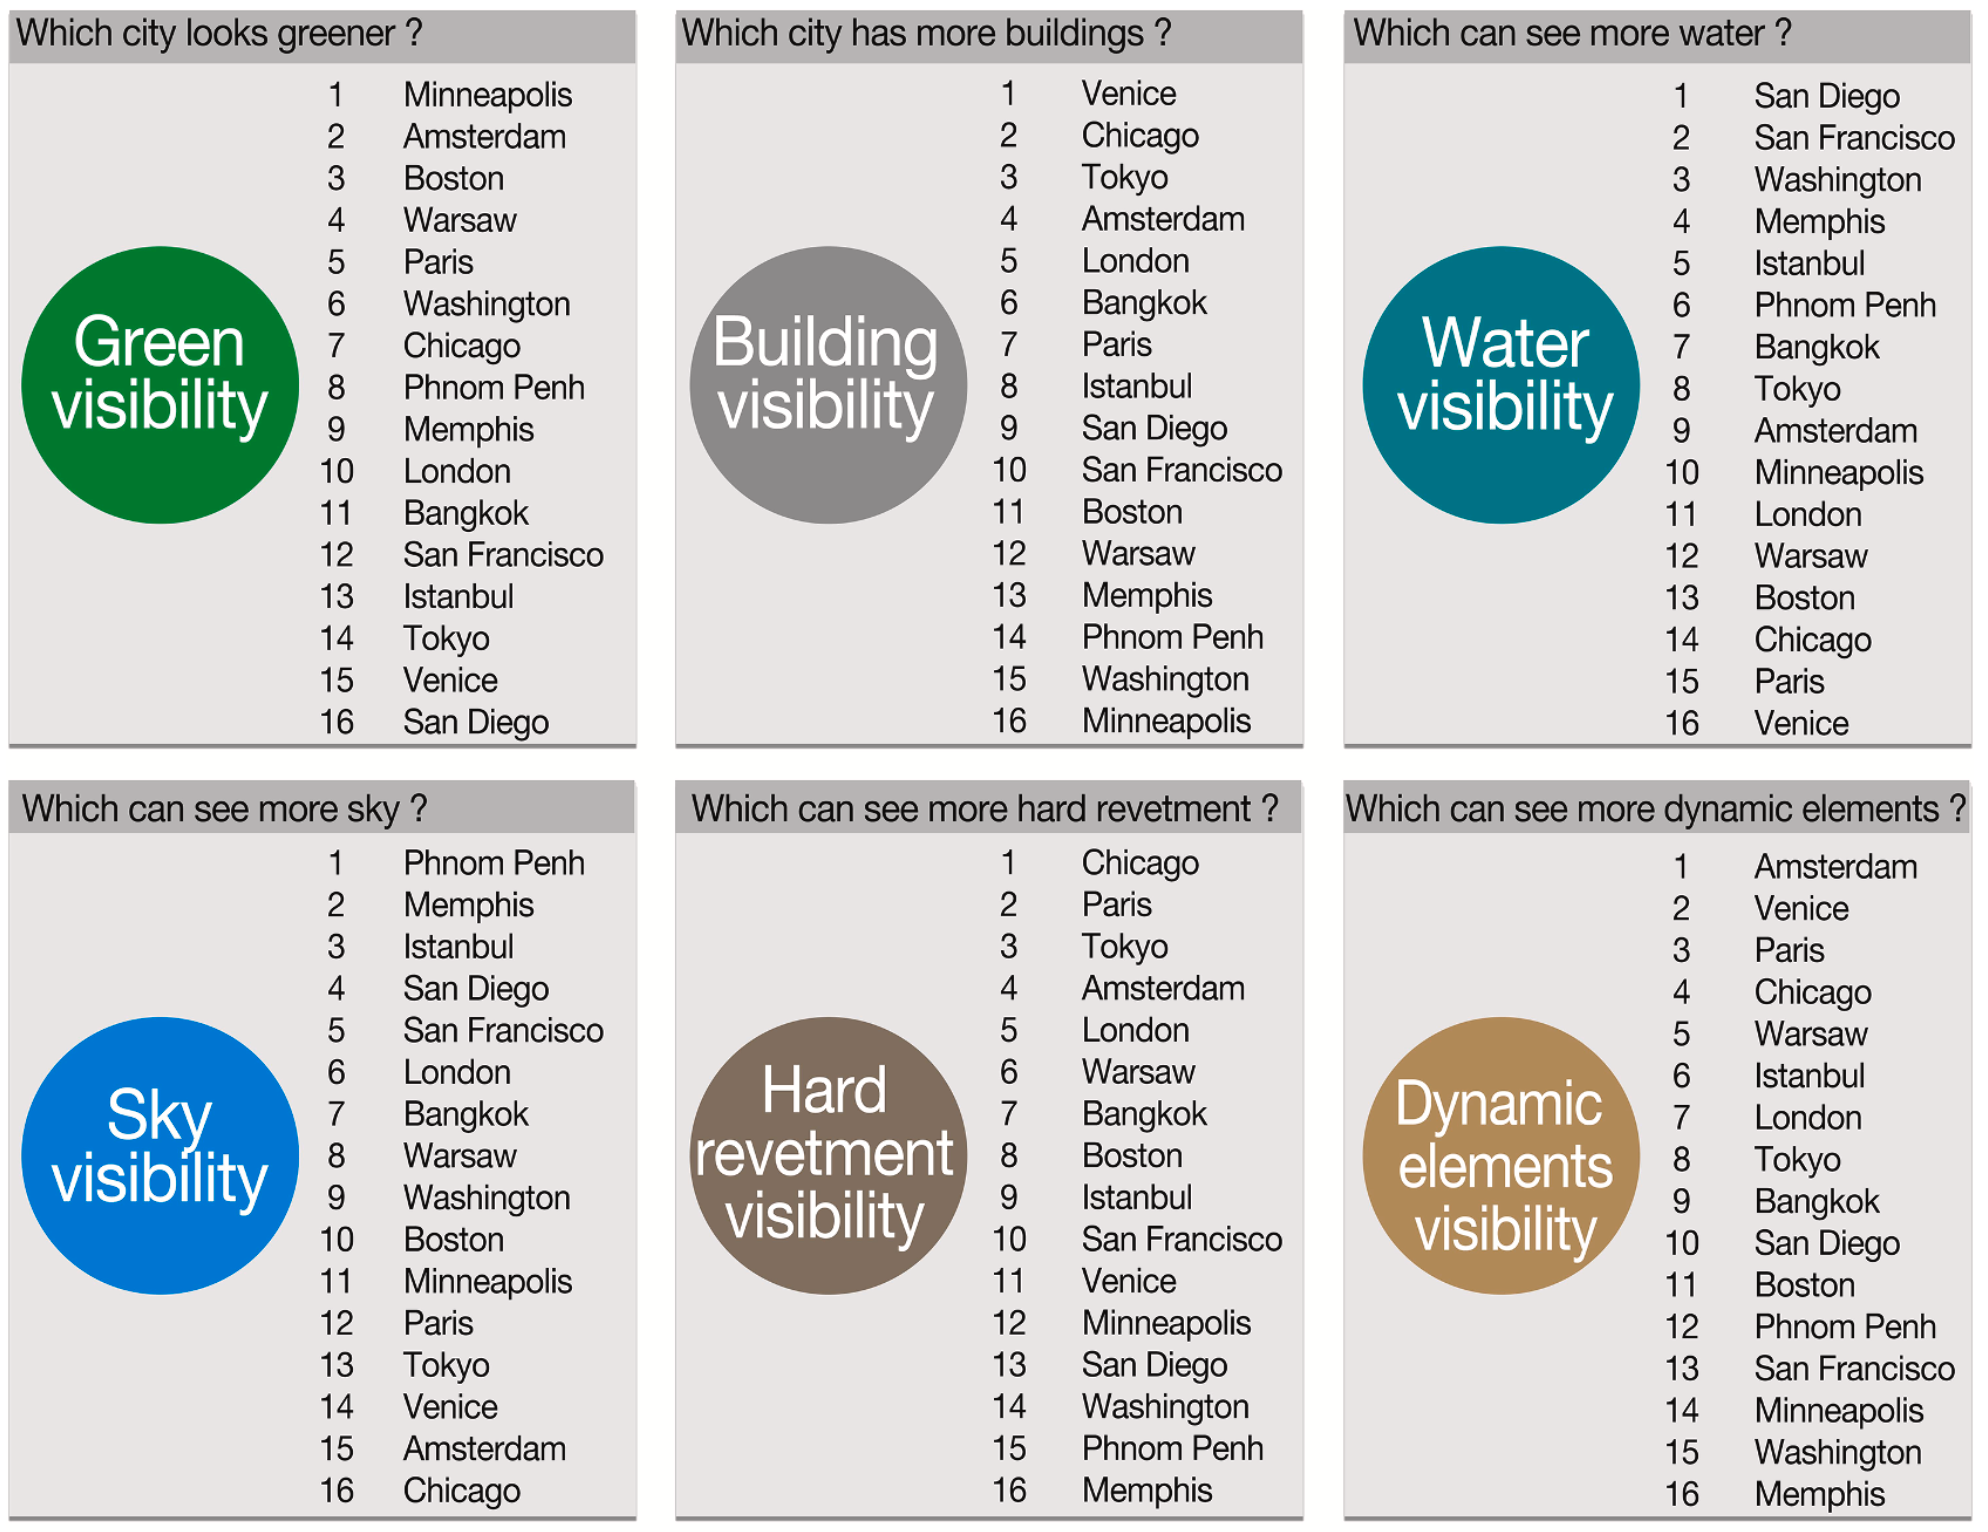 Which city looks greener ?
Green
visibility
1 Minneapolis
2 Amsterdam
3 Boston
4 Warsaw
5 Paris
6 Washington
7 Chicago
8 Phnom Penh
9 Memphis
10 London
11 Bangkok
12 San Francisco
13 Istanbul
14 Tokyo
15 Venice
16 San Diego
Which city has more buildings ?
Building
visibility
1 Venice
2 Chicago
3 Tokyo
4 Amsterdam
5 London
6 Bangkok
7 Paris
8 Istanbul
9 San Diego
10 San Francisco
11 Boston
12 Warsaw
13 Memphis
14 Phnom Penh
15 Washington
16 Minneapolis
Which can see more water ?
Water
visibility
1 San Diego
2 San Francisco
3 Washington
4 Memphis
5 Istanbul
6 Phnom Penh
7 Bangkok
8 Tokyo
9 Amsterdam
10 Minneapolis
11 London
12 Warsaw
13 Boston
14 Chicago
15 Paris
16 Venice
Which can see more sky ?
Sky
visibility
1 Phnom Penh
2 Memphis
3 Istanbul
4 San Diego
5 San Francisco
6 London
7 Bangkok
8 Warsaw
9 Washington
10 Boston
11 Minneapolis
12 Paris
13 Tokyo
14 Venice
15 Amsterdam
16 Chicago
Which can see more hard revetment ?
Hard
revetment
visibility
1 Chicago
2 Paris
3 Tokyo
4 Amsterdam
5 London
6 Warsaw
7 Bangkok
8 Boston
9 Istanbul
10 San Francisco
11 Venice
12 Minneapolis
13 San Diego
14 Washington
15 Phnom Penh
16 Memphis
Which can see more dynamic elements ?
Dynamic
elements
visibility
1 Amsterdam
2 Venice
3 Paris
4 Chicago
5 Warsaw
6 Istanbul
7 London
8 Tokyo
9 Bangkok
10 San Diego
11 Boston
12 Phnom Penh
13 San Francisco
14 Minneapolis
15 Washington
16 Memphis